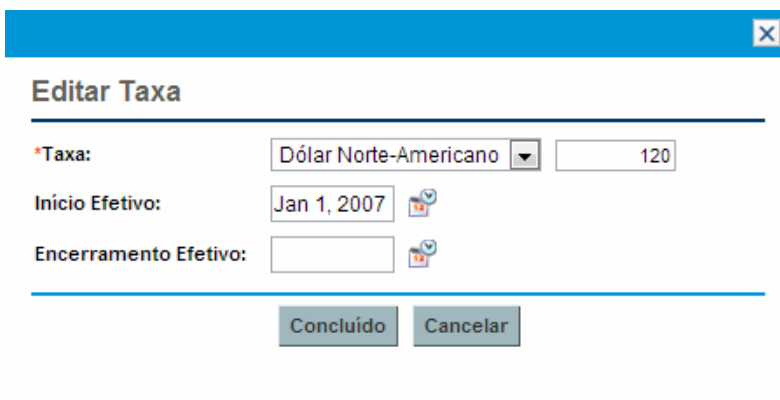 Editar Taxa
*Taxa: Dólar Norte-Americano 120
Início Efetivo: Jan 1, 2007
Encerramento Efetivo:
Concluído Cancelar